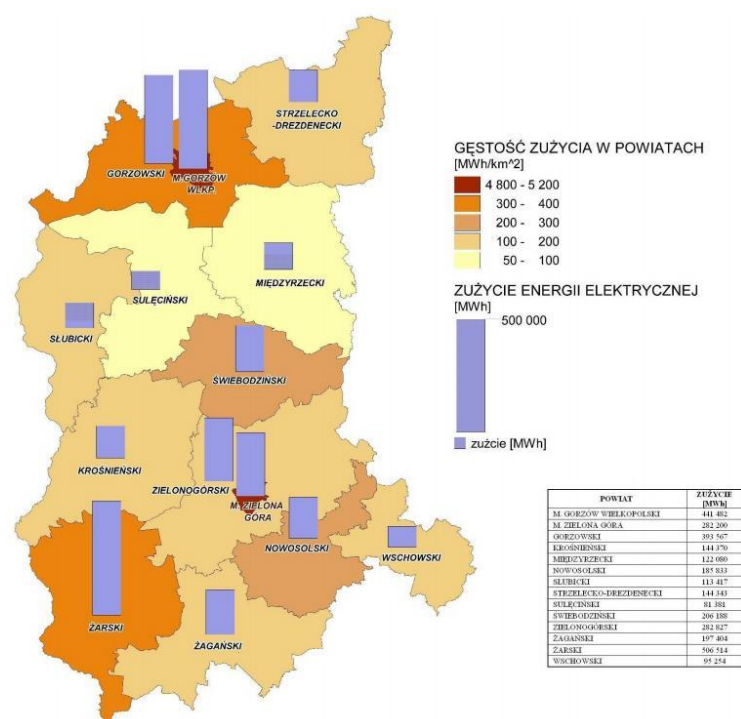 STRZELECKO
-DREZDENECKI
GORZOWSKI
M.GORZÓW
WLKP.
SULĘCIŃSKI
MIĘDZYRZECKI
SŁUBICKI
ŚWIEBODZIŃSKI
KROŚNIEŃSKI
ZIELONOGÓRSKI
M. ZIELONA
GÓRA
NOWOSOLSKI
WSCHOWSKI
ŻARSKI
ŻAGAŃSKI
GĘSTOŚĆ ZUŻYCIA W POWIATACH
[MWh/km^2]
4 800 - 5 200
300 - 400
200 - 300
100 - 200
50 - 100
ZUŻYCIE ENERGII ELEKTRYCZNEJ
[MWh]
500 000
zużcie [MWh]
POWIAT ZUŻYCIE
[MWh]
M. GORZÓW WIELKOPOLSKI 441 482
M. ZIELONA GÓRA 282 200
GORZOWSKI 393 567
KROŚNIEŃSKI 144 370
MIĘDZYRZECKI 122 080
NOWOSOLSKI 185 833
SŁUBICKI 113 417
STRZELECKO-DREZDENECKI 144 343
SULĘCIŃSKI 81 381
ŚWIEBODZIŃSKI 206 188
ZIELONOGÓRSKI 282 827
ŻAGAŃSKI 197 404
ŻARSKI 506 514
WSCHOWSKI 95 254